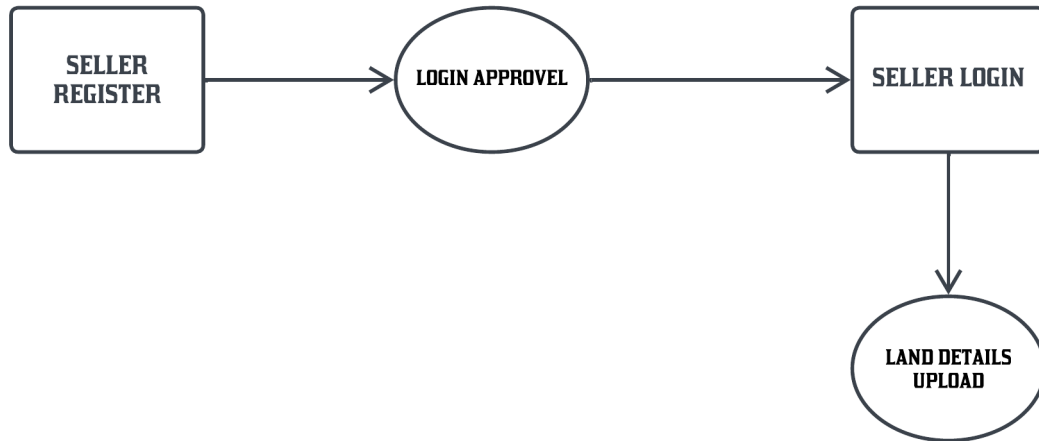 SELLER
REGISTER
LOGIN APPROVEL
SELLER LOGIN
LAND DETAILS
UPLOAD